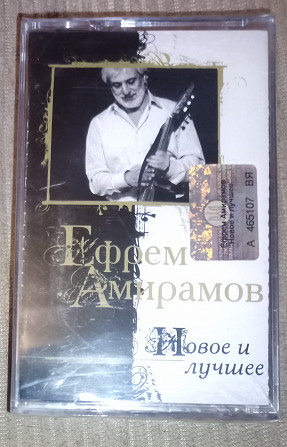 Ефрем Амирамов
Новое и лучшее
А 465107 ВЯ
Ефрем
Амирамов
Новое и
лучшее